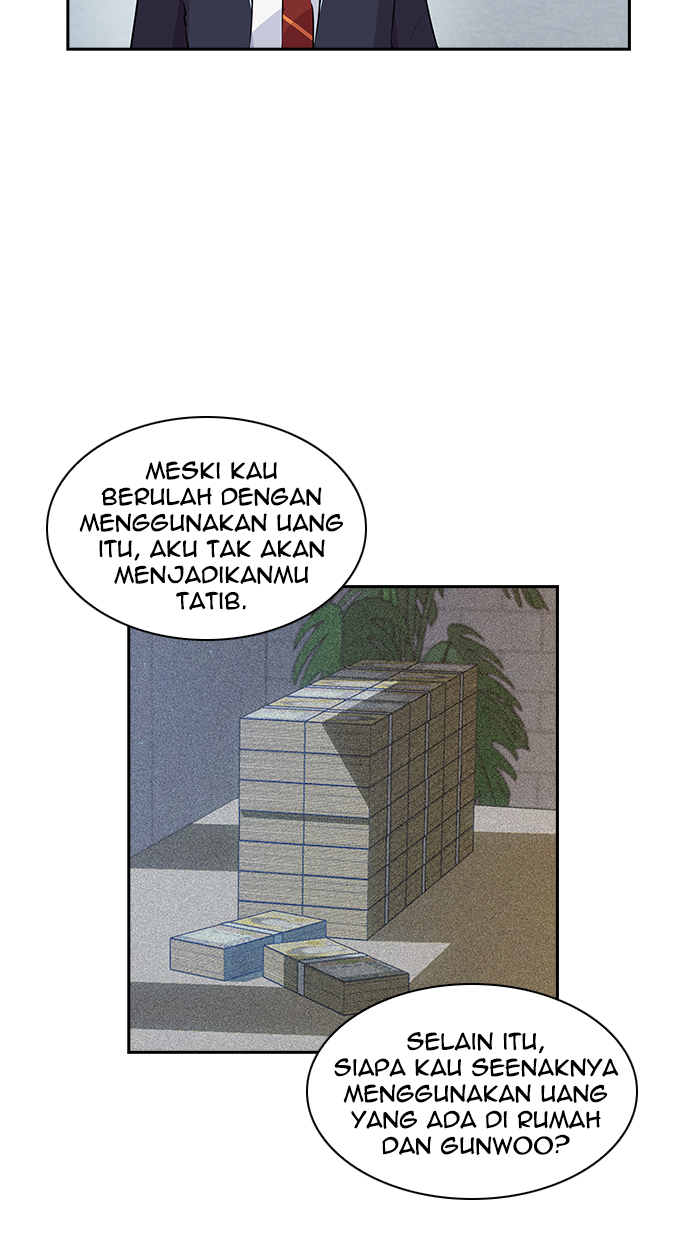 MESKI KAU
BERULAH DENGAN
MENGGUNAKAN UANG
ITU, AKU TAK AKAN
MENJADIKANMU
TATIB.
SELAIN ITU,
SIAPA KAU SEENAKNYA
MENGGUNAKAN UANG
YANG ADA DI RUMAH
DAN GUNWOO?